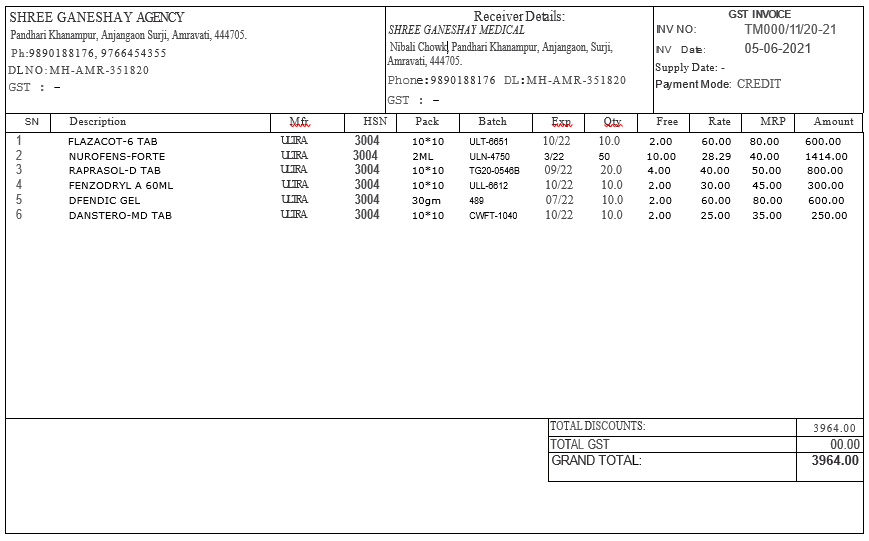 SHREE GANESHAY AGENCY
Pandhari Khanampur, Anjangaon Surji, Amravati, 444705.
Ph:9890188176, 9766454355
DLNO:MH-AMR-351820
GST : –
Receiver Details:
SHREE GANESHAY MEDICAL
Nibali Chowk, Pandhari Khanampur, Anjangaon, Surji,
Amravati, 444705.
Phone:9890188176 DL:MH-AMR-351820
GST : –
GST INVOICE
INV NO: TM000/11/20-21
INV Date: 05-06-2021
Supply Date: -
Payment Mode: CREDIT
SN Description Mfr. HSN Pack Batch Exp. Qty. Free Rate MRP Amount
1 FLAZACOT-6 TAB ULTRA 3004 10*10 ULT-6651 10/22 10.0 2.00 60.00 80.00 600.00
2 NUROFENS-FORTE ULTRA 3004 2ML ULN-4750 3/22 50 10.00 28.29 40.00 1414.00
3 RAPRASOL-D TAB ULTRA 3004 10*10 TG20-0546B 09/22 20.0 4.00 40.00 50.00 800.00
4 FENZODRYL A 60ML ULTRA 3004 10*10 ULL-6612 10/22 10.0 2.00 30.00 45.00 300.00
5 DFENDIC GEL ULTRA 3004 30gm 489 07/22 10.0 2.00 60.00 80.00 600.00
6 DANSTERO-MD TAB ULTRA 3004 10*10 CWFT-1040 10/22 10.0 2.00 25.00 35.00 250.00
TOTAL DISCOUNTS: 3964.00
TOTAL GST 00.00
GRAND TOTAL: 3964.00